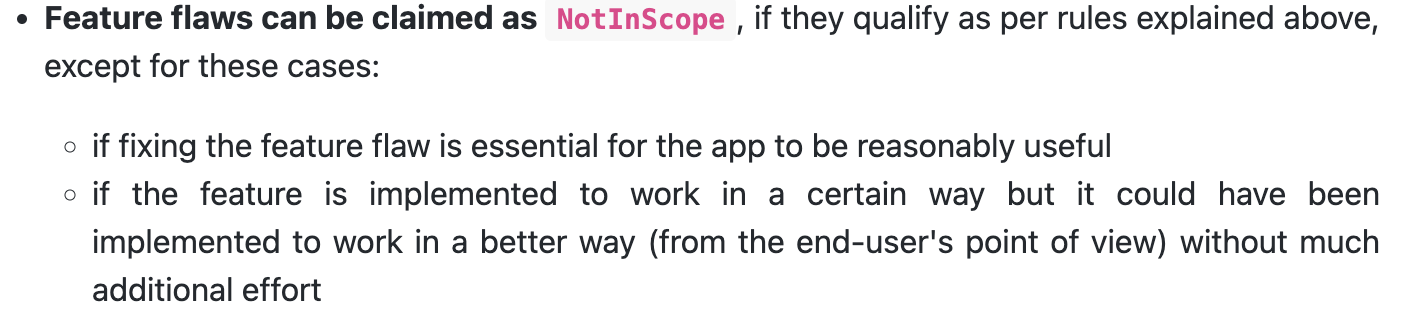 • Feature flaws can be claimed as NotInScope , if they qualify as per rules explained above,
except for these cases:
◦ if fixing the feature flaw is essential for the app to be reasonably useful
◦ if the feature is implemented to work in a certain way but it could have been
implemented to work in a better way (from the end-user's point of view) without much
additional effort